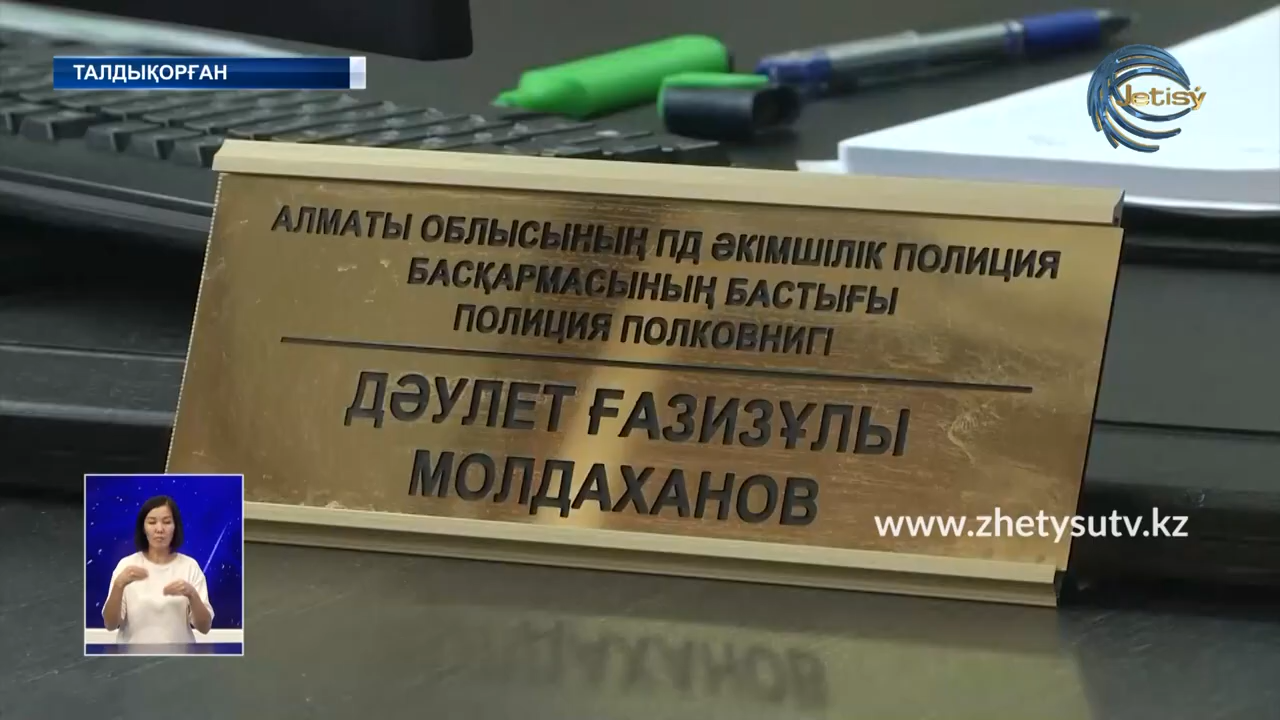 ТАЛДЫҚОРҒАН
Jetisý
АЛМАТЫ ОБЛЫСЫНЫҢ ПД ӘКІМШІЛІК ПОЛИЦИЯ
БАСҚАРМАСЫНЫҢ БАСТЫҒЫ
ПОЛИЦИЯ ПОЛКОВНИГІ
ДӘУЛЕТ ҒАЗИЗҰЛЫ
МОЛДАХАНОВ
www.zhetysutv.kz